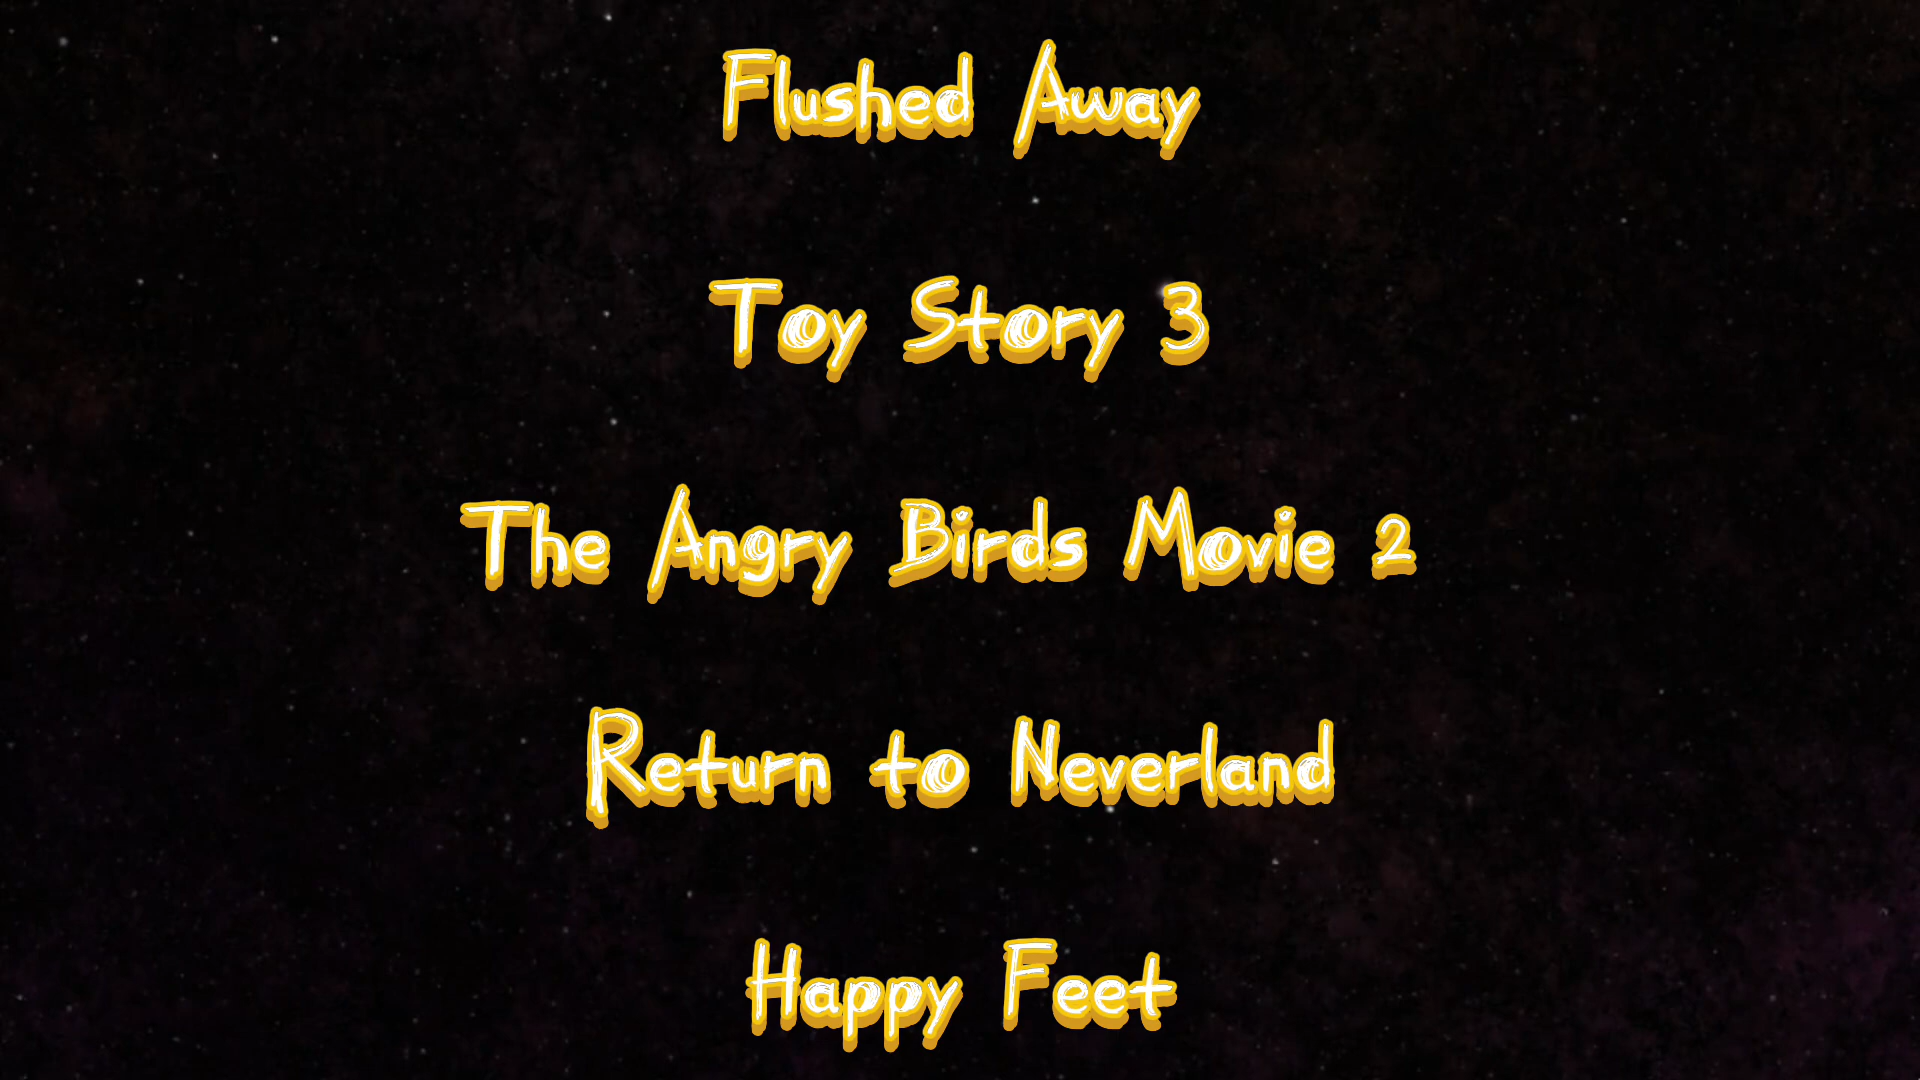 Flushed Away
Toy Story 3
The Angry Birds Movie 2
Return to Neverland
Happy Feet